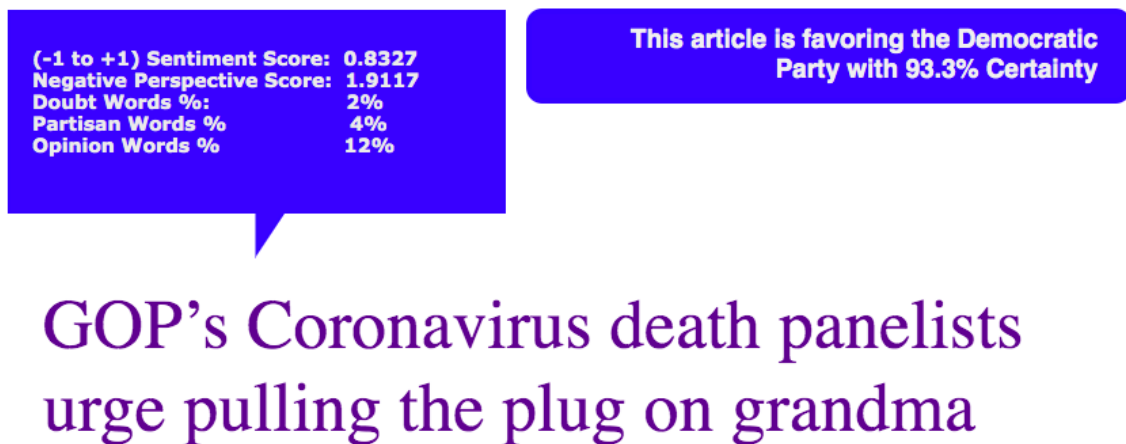 (-1 to +1) Sentiment Score: 0.8327
Negative Perspective Score: 1.9117
Doubt Words %: 2%
Partisan Words % 4%
Opinion Words % 12%
This article is favoring the Democratic
Party with 93.3% Certainty
GOP’s Coronavirus death panelists
urge pulling the plug on grandma